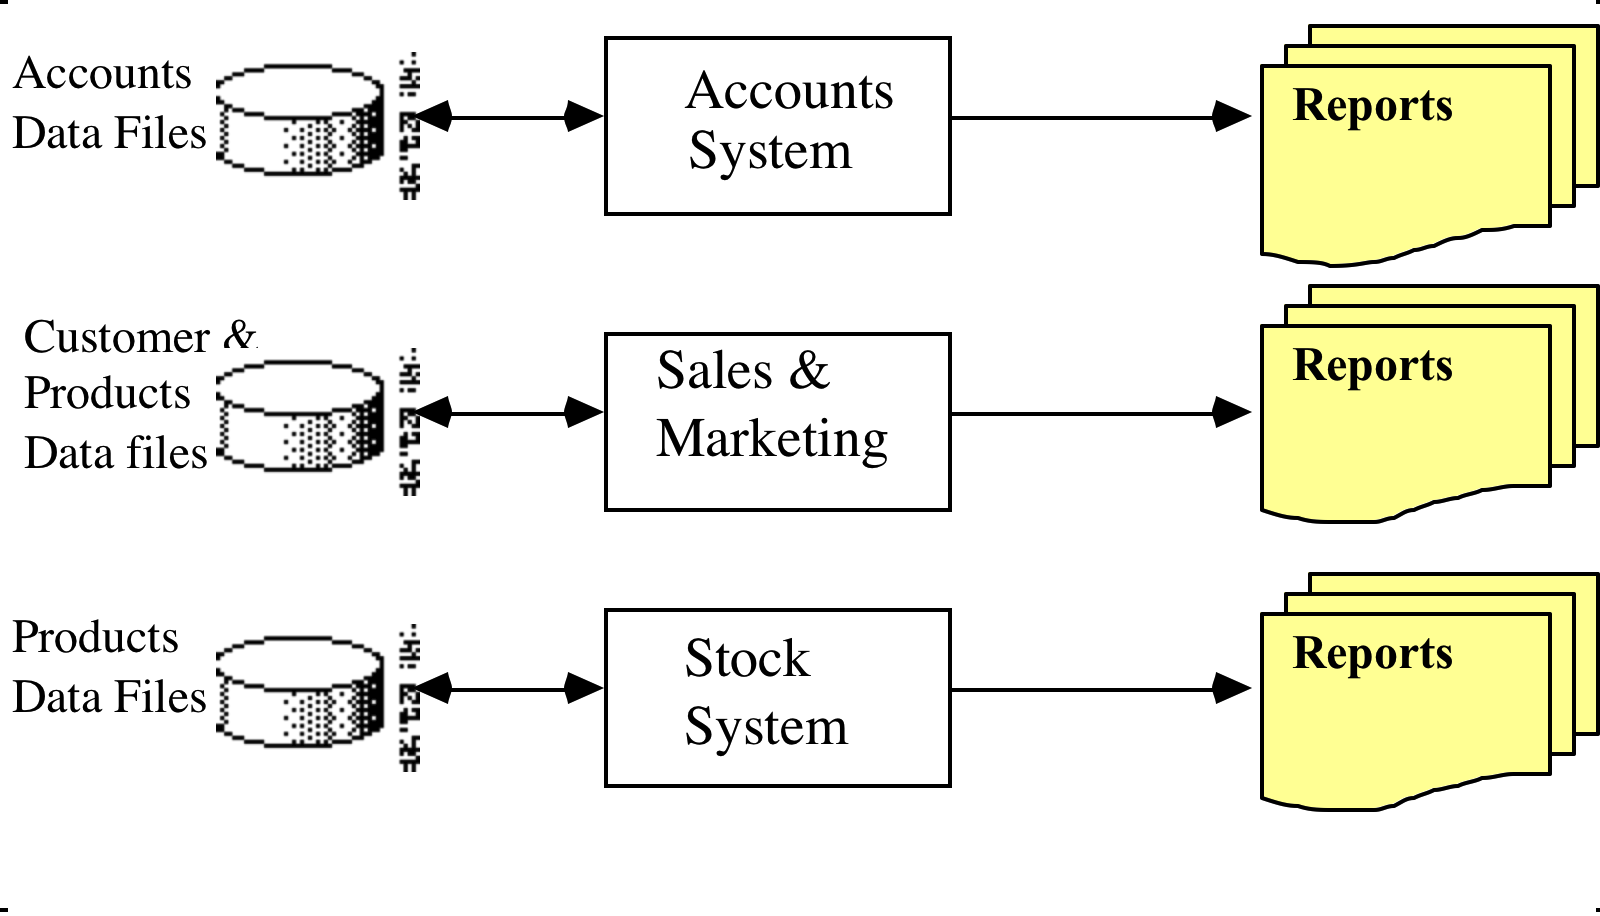 Accounts
Data Files
Accounts
System
Reports
Customer &
Products
Data files
Sales &
Marketing
Reports
Products
Data Files
Stock
System
Reports